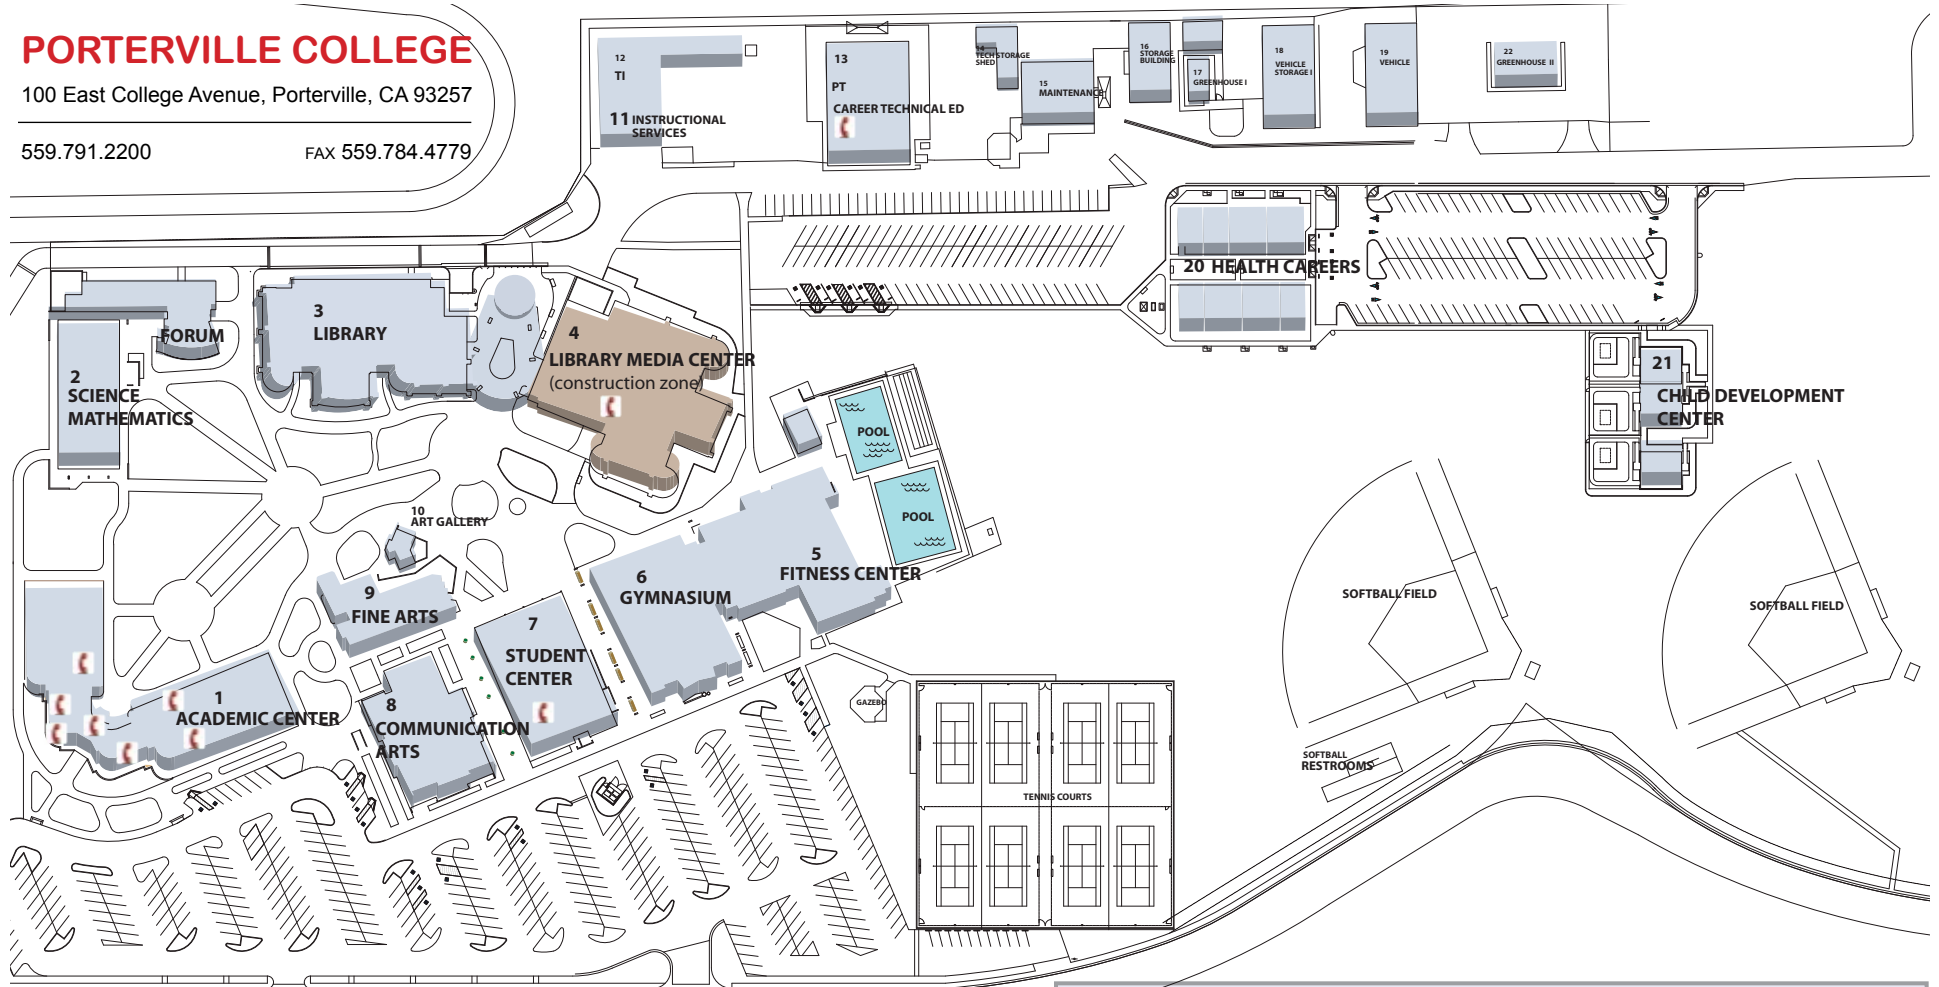 PORTERVILLE COLLEGE
100 East College Avenue, Porterville, CA 93257
559.791.2200
FAX 559.784.4779
12
TI
11 INSTRUCTIONAL
SERVICES
13
PT
CAREER TECHNICAL ED
14
TECH STORAGE
SHED
15
MAINTENANCE
16
STORAGE
BUILDING
17
GREENHOUSE I
18
VEHICLE
STORAGE I
19
VEHICLE
22
GREENHOUSE II
20 HEALTH CAREERS
21
CHILD DEVELOPMENT
CENTER
FORUM
3
LIBRARY
4
LIBRARY MEDIA CENTER
(construction zone)
2
SCIENCE
MATHEMATICS
POOL
POOL
10
ART GALLERY
5
FITNESS CENTER
6
GYMNASIUM
9
FINE ARTS
7
STUDENT
CENTER
1
ACADEMIC CENTER
8
COMMUNICATION
ARTS
GAZEBO
TENNIS COURTS
SOFTBALL FIELD
SOFTBALL FIELD
SOFTBALL
RESTROOMS